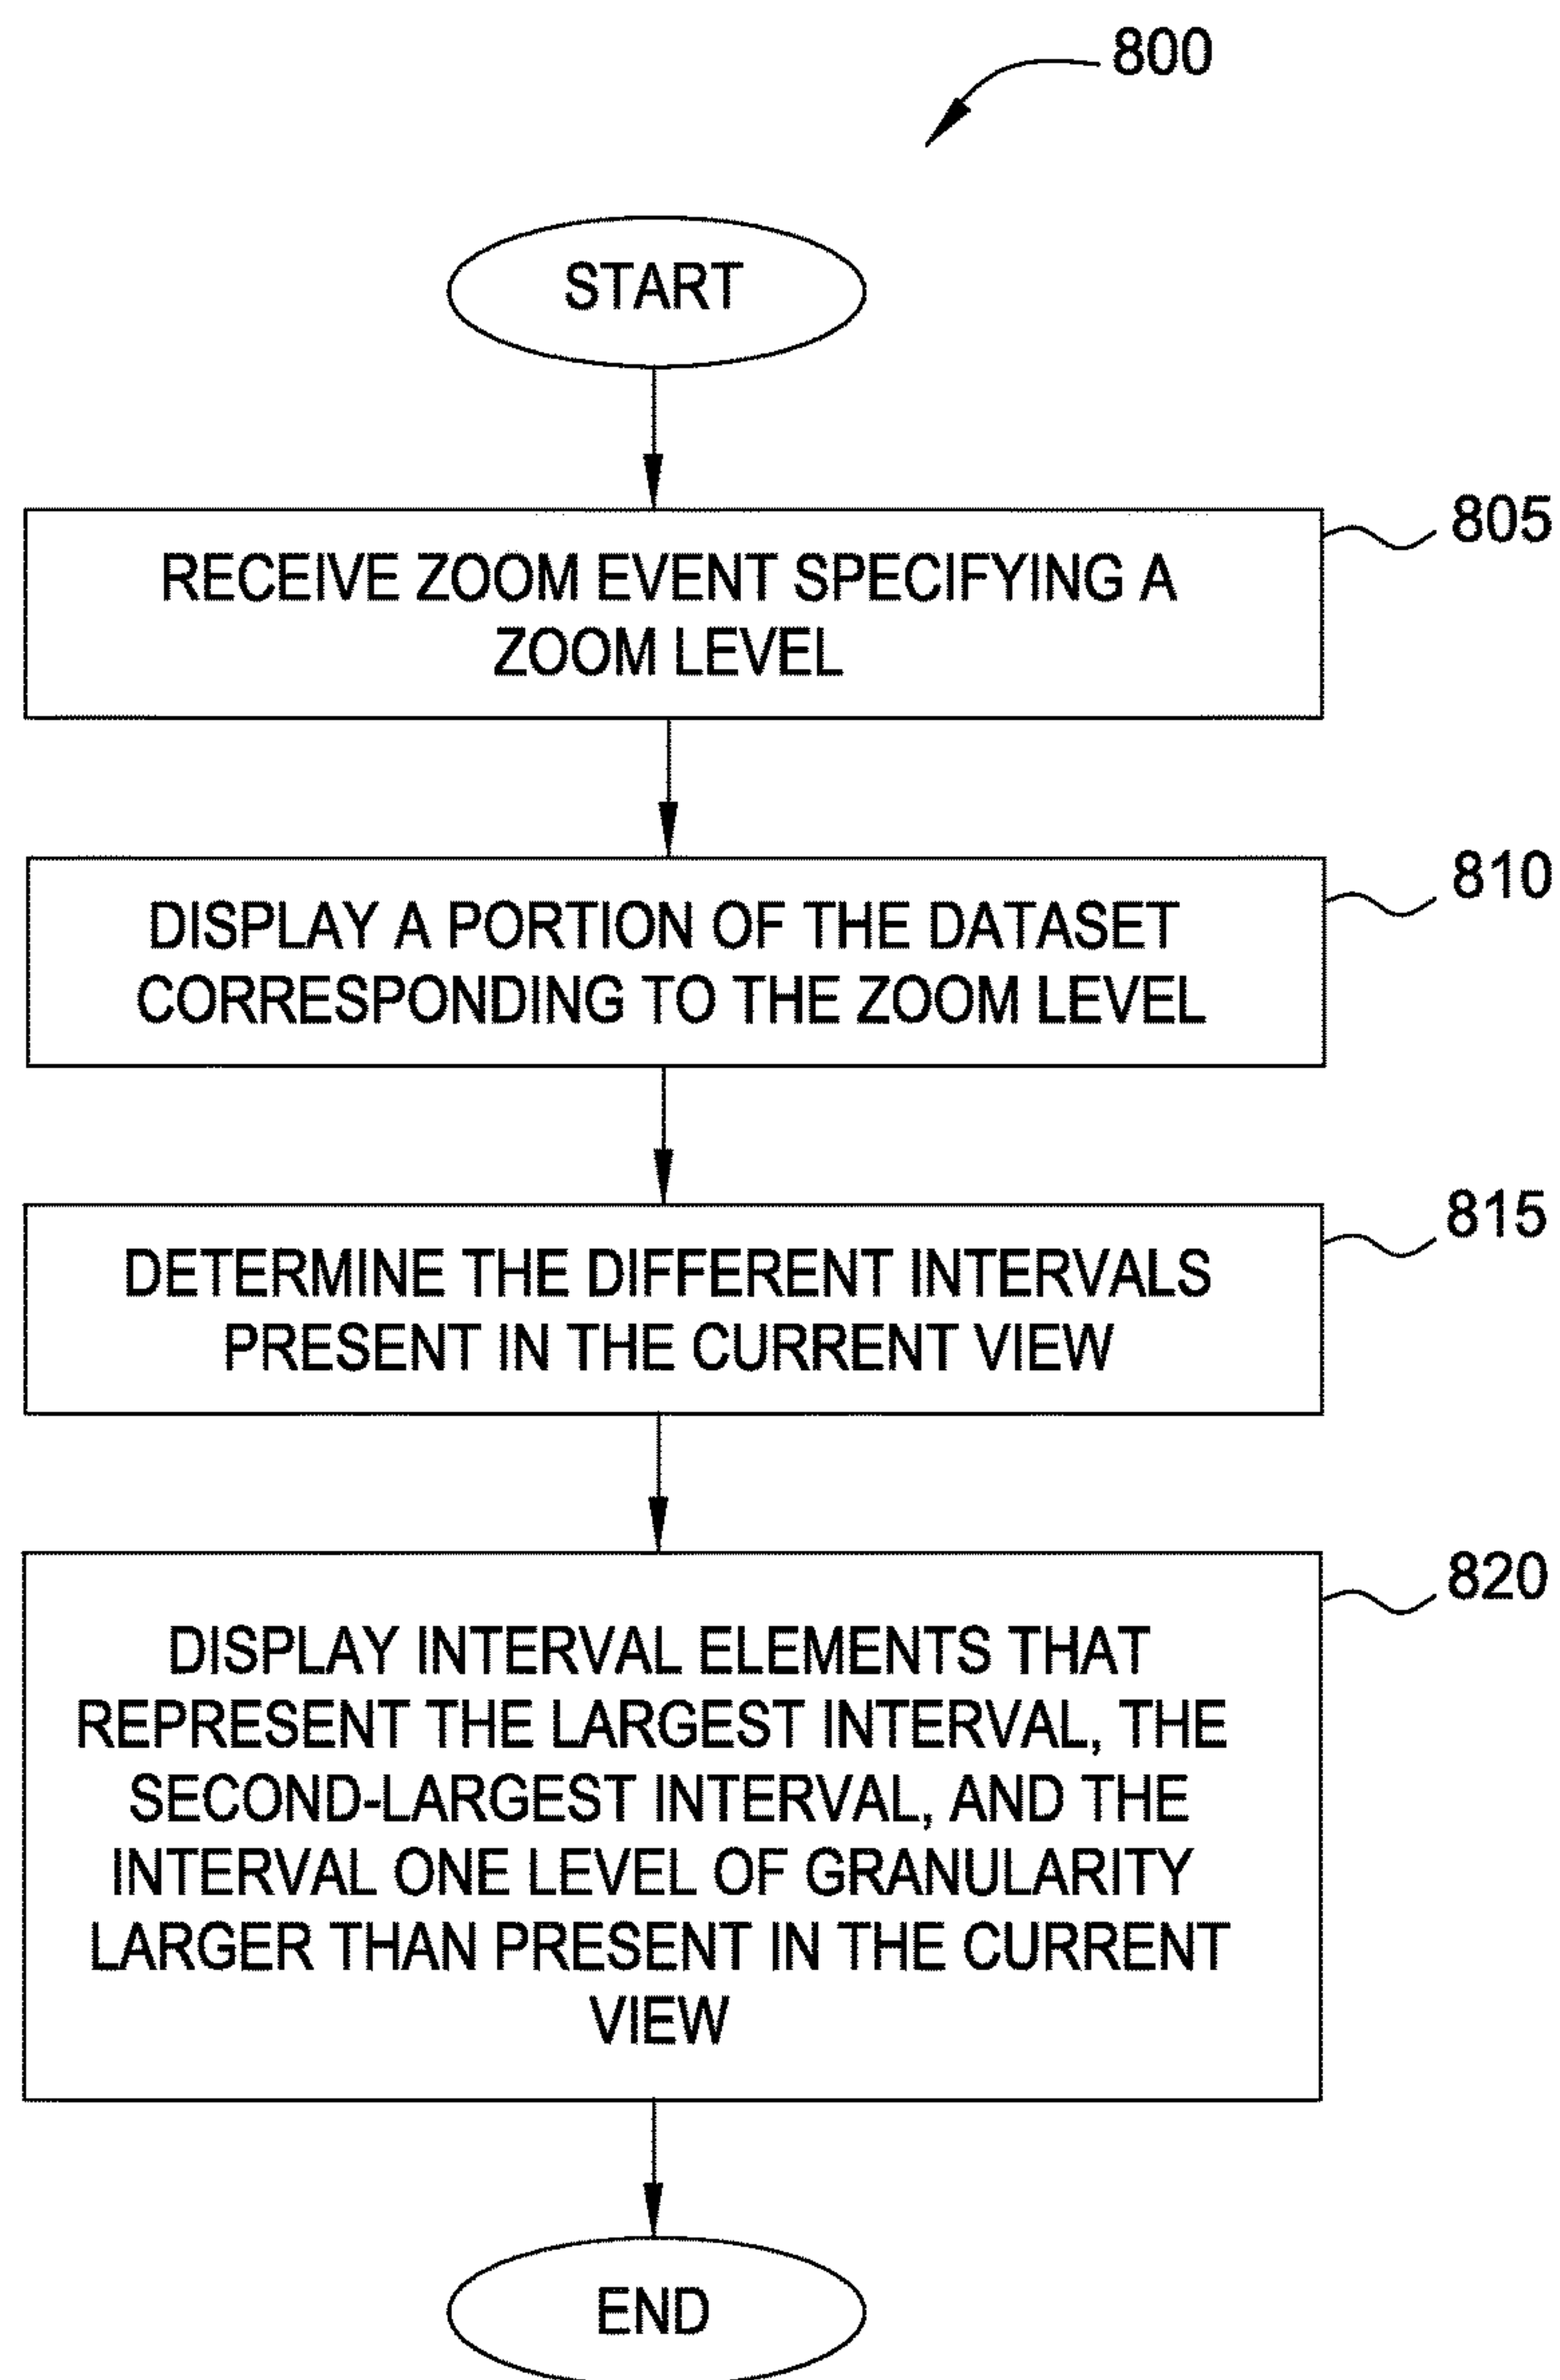 800
START
805
RECEIVE ZOOM EVENT SPECIFYING A
ZOOM LEVEL
810
DISPLAY A PORTION OF THE DATASET
CORRESPONDING TO THE ZOOM LEVEL
815
DETERMINE THE DIFFERENT INTERVALS
PRESENT IN THE CURRENT VIEW
820
DISPLAY INTERVAL ELEMENTS THAT
REPRESENT THE LARGEST INTERVAL, THE
SECOND-LARGEST INTERVAL, AND THE
INTERVAL ONE LEVEL OF GRANULARITY
LARGER THAN PRESENT IN THE CURRENT
VIEW
END